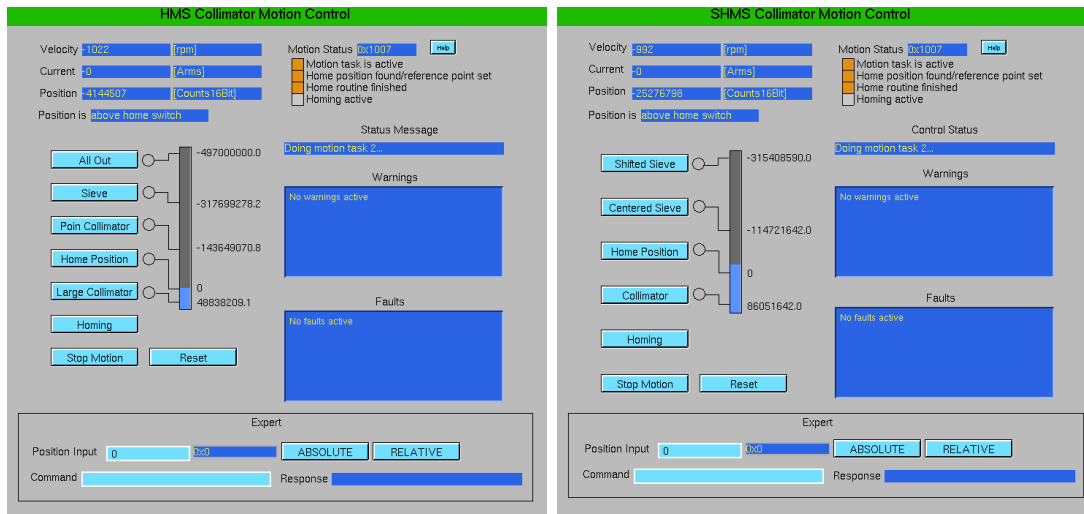 HMS Collimator Motion Control
Velocity -1022 [rpm]
Current -0 [Arms]
Position -4144507 [Counts16Bit]
Position is above home switch
Motion Status 0x1007 Help
Motion task is active
Home position found/reference point set
Home routine finished
Homing active
Status Message
Doing motion task 2...
Warnings
No warnings active
Faults
No faults active
All Out
Sieve
Poin Collimator
Home Position
Large Collimator
Homing
Stop Motion Reset
-497000000.0
-317699278.2
-143649070.8
0
48838209.1
Expert
Position Input 0 0x0 ABSOLUTE RELATIVE
Command Response
SHMS Collimator Motion Control
Velocity -992 [rpm]
Current -0 [Arms]
Position -25276798 [Counts16Bit]
Position is above home switch
Motion Status 0x1007 Help
Motion task is active
Home position found/reference point set
Home routine finished
Homing active
Control Status
Doing motion task 2...
Warnings
No warnings active
Faults
No faults active
Shifted Sieve
Centered Sieve
Home Position
Collimator
Homing
Stop Motion Reset
-315408590.0
-114721642.0
0
86051642.0
Expert
Position Input 0 0x0 ABSOLUTE RELATIVE
Command Response